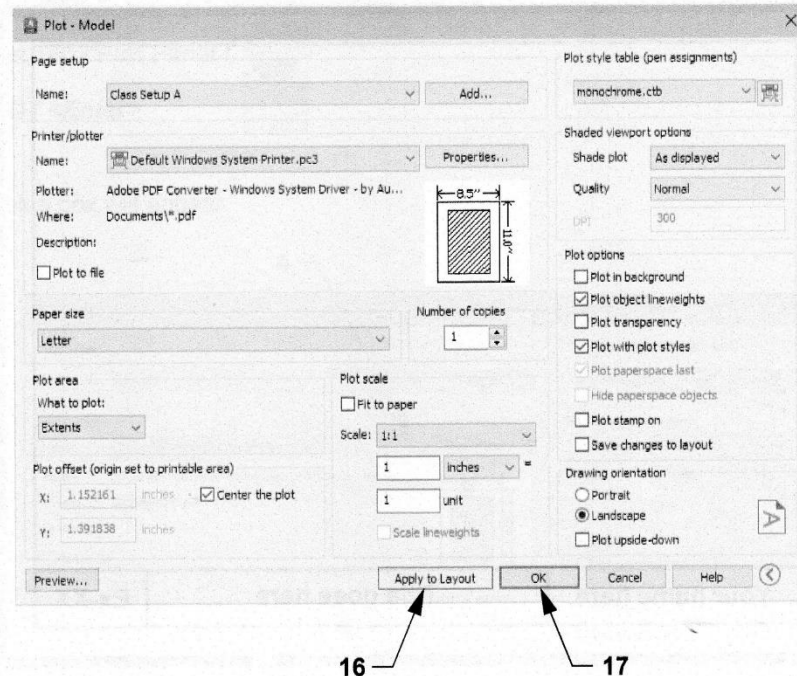 Plot - Model
Page setup
Name: Class Setup A Add...
Printer/plotter
Name: Default Windows System Printer.pc3 Properties...
Plotter: Adobe PDF Converter - Windows System Driver - by Au...
Where: Documents\*.pdf
Description:
Plot to file
8.5″
11.0″
Paper size
Letter
Number of copies
1
Plot area
What to plot:
Extents
Plot offset (origin set to printable area)
X: 1.152161 inches Center the plot
Y: 1.391838 inches
Plot scale
Fit to paper
Scale: 1:1
1 inches =
1 unit
Scale lineweights
Plot style table (pen assignments)
monochrome.ctb
Shaded viewport options
Shade plot As displayed
Quality Normal
DPI 300
Plot options
Plot in background
Plot object lineweights
Plot transparency
Plot with plot styles
Plot paperspace last
Hide paperspace objects
Plot stamp on
Save changes to layout
Drawing orientation
Portrait
Landscape
Plot upside-down
A
Preview... Apply to Layout OK Cancel Help
16 17